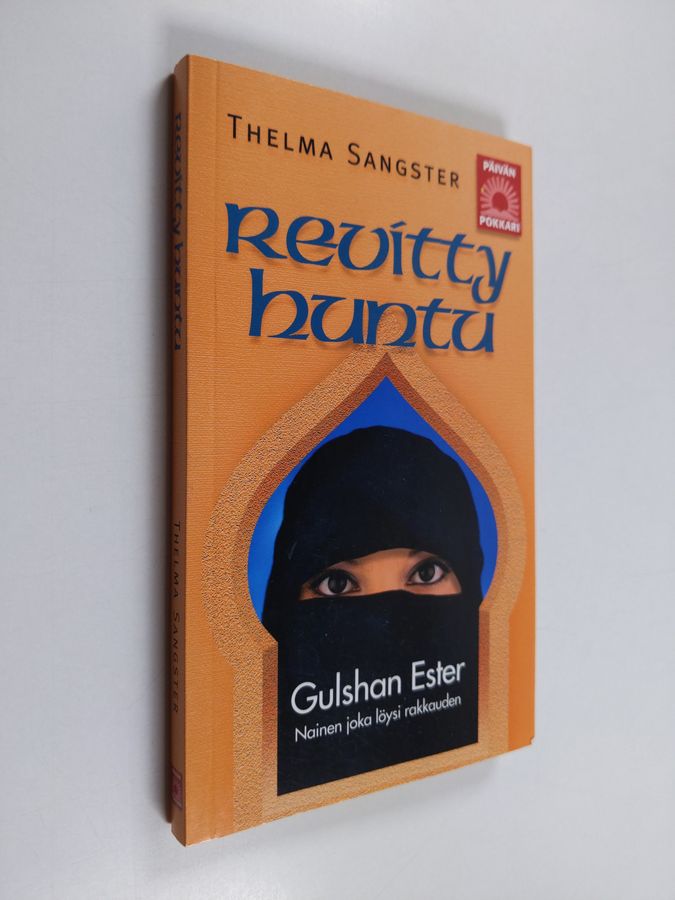 THELMA SANGSTER
PÄIVÄN
POKKARI
Revitty
huntu
Gulshan Ester
Nainen joka löysi rakkauden
Revitty huntu
THELMA SANGSTER